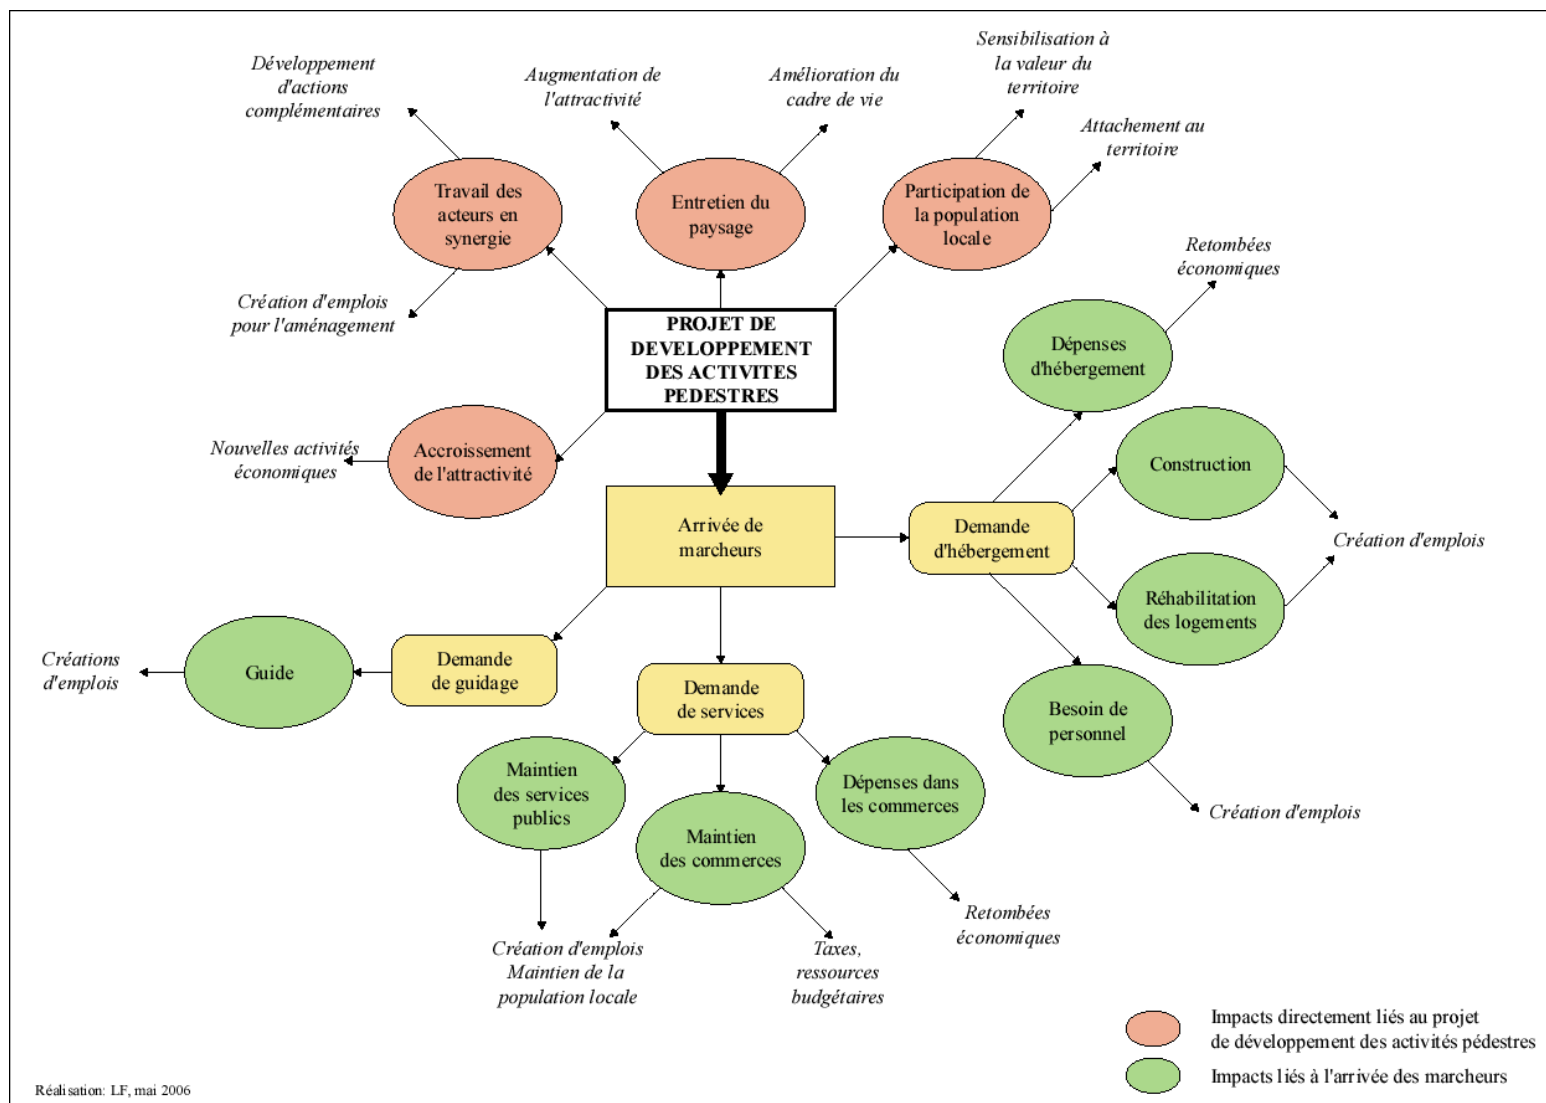 Développement
d'actions
complémentaires
Augmentation de
l'attractivité
Amélioration du
cadre de vie
Sensibilisation à
la valeur du
territoire
Attachement au
territoire
Travail des
acteurs en
synergie
Entretien du
paysage
Participation de
la population
locale
Retombées
économiques
Création d'emplois
pour l'aménagement
PROJET DE
DEVELOPPEMENT
DES ACTIVITES
PEDESTRES
Dépenses
d'hébergement
Nouvelles activités
économiques
Accroissement
de l'attractivité
Construction
Arrivée de
marcheurs
Demande
d'hébergement
Création d'emplois
Réhabilitation
des logements
Créations
d'emplois
Guide
Demande
de guidage
Demande
de services
Besoin de
personnel
Maintien
des services
publics
Maintien
des commerces
Dépenses dans
les commerces
Création d'emplois
Création d'emplois
Maintien de la
population locale
Taxes,
ressources
budgétaires
Retombées
économiques
Impacts directement liés au projet
de développement des activités pédestres
Impacts liés à l'arrivée des marcheurs
Réalisation: LF, mai 2006